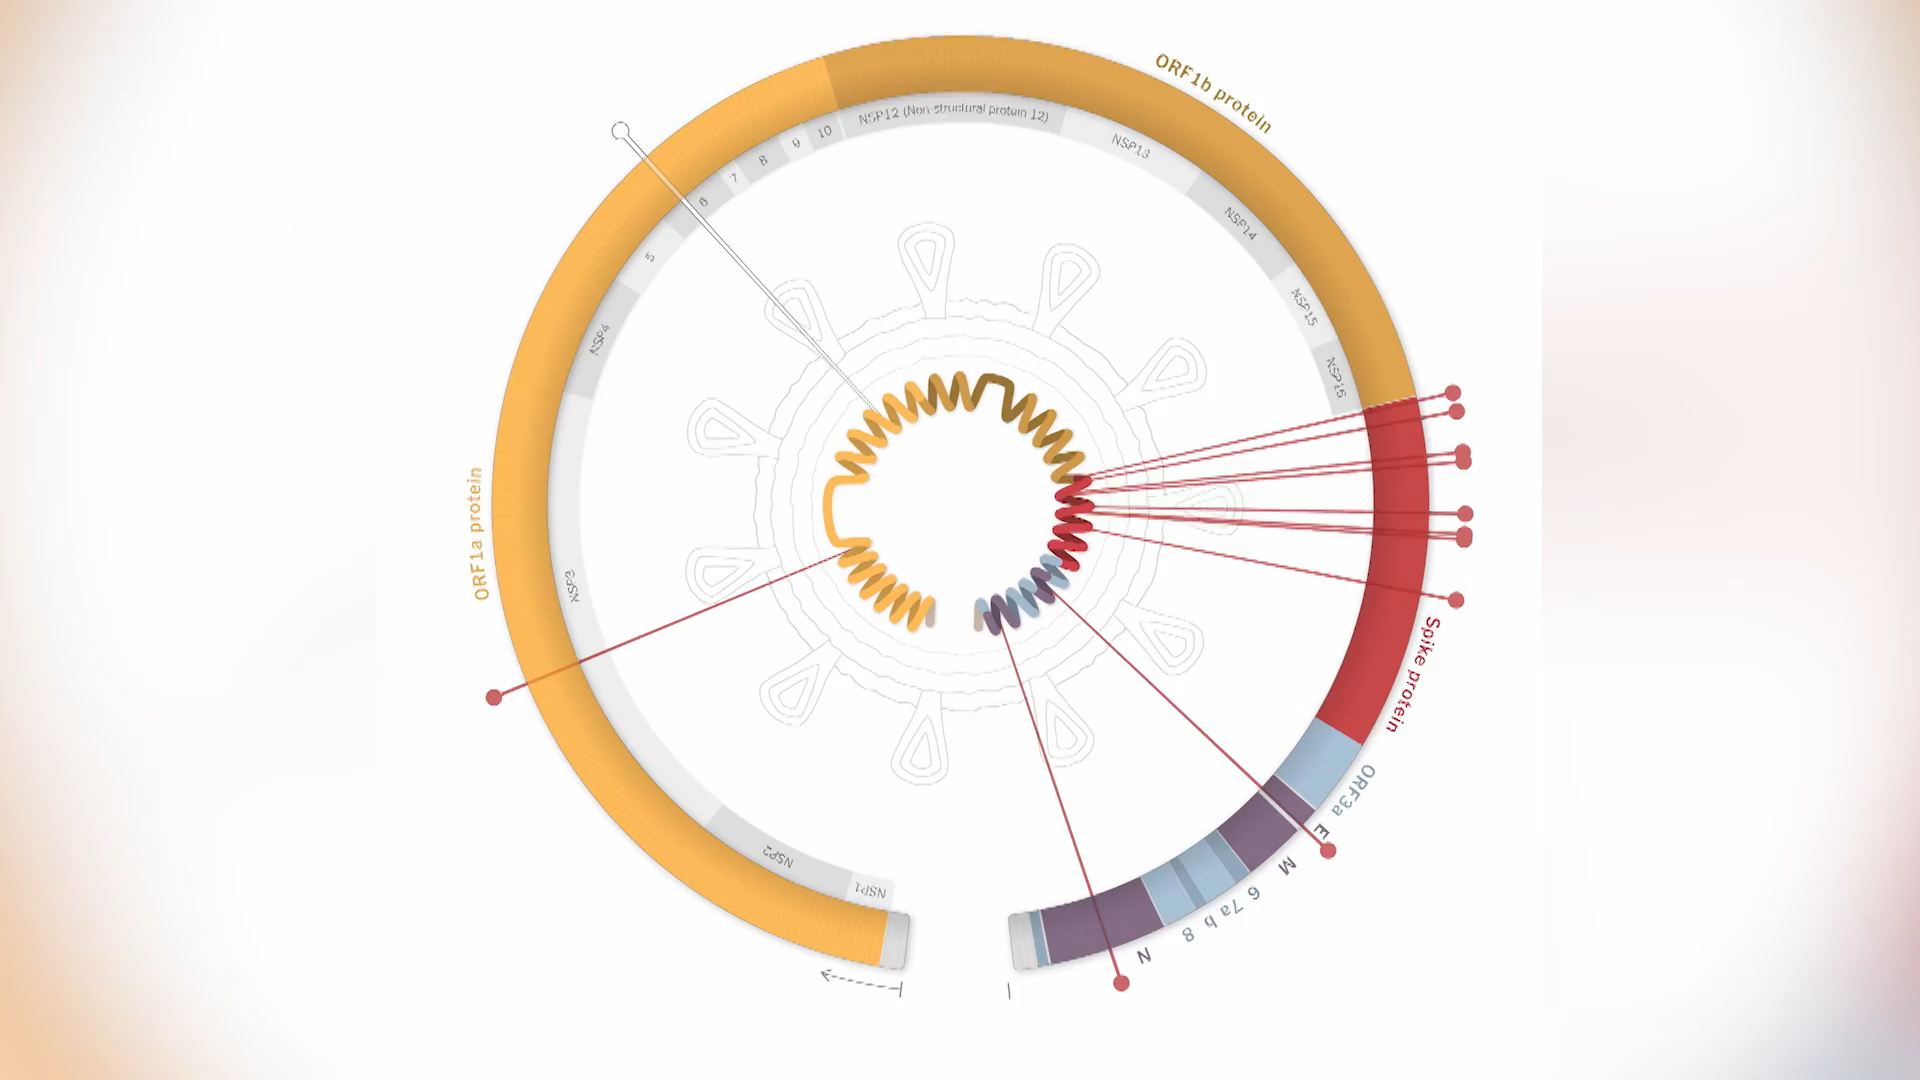 ORF1a protein
ORF1b protein
Spike protein
ORF3a
E
M
6
7a
b
8
N
NSP1
NSP2
NSP3
NSP4
5
6
7
8
9
10
NSP12 (Non-structural protein 12)
NSP13
NSP14
NSP15
NSP16